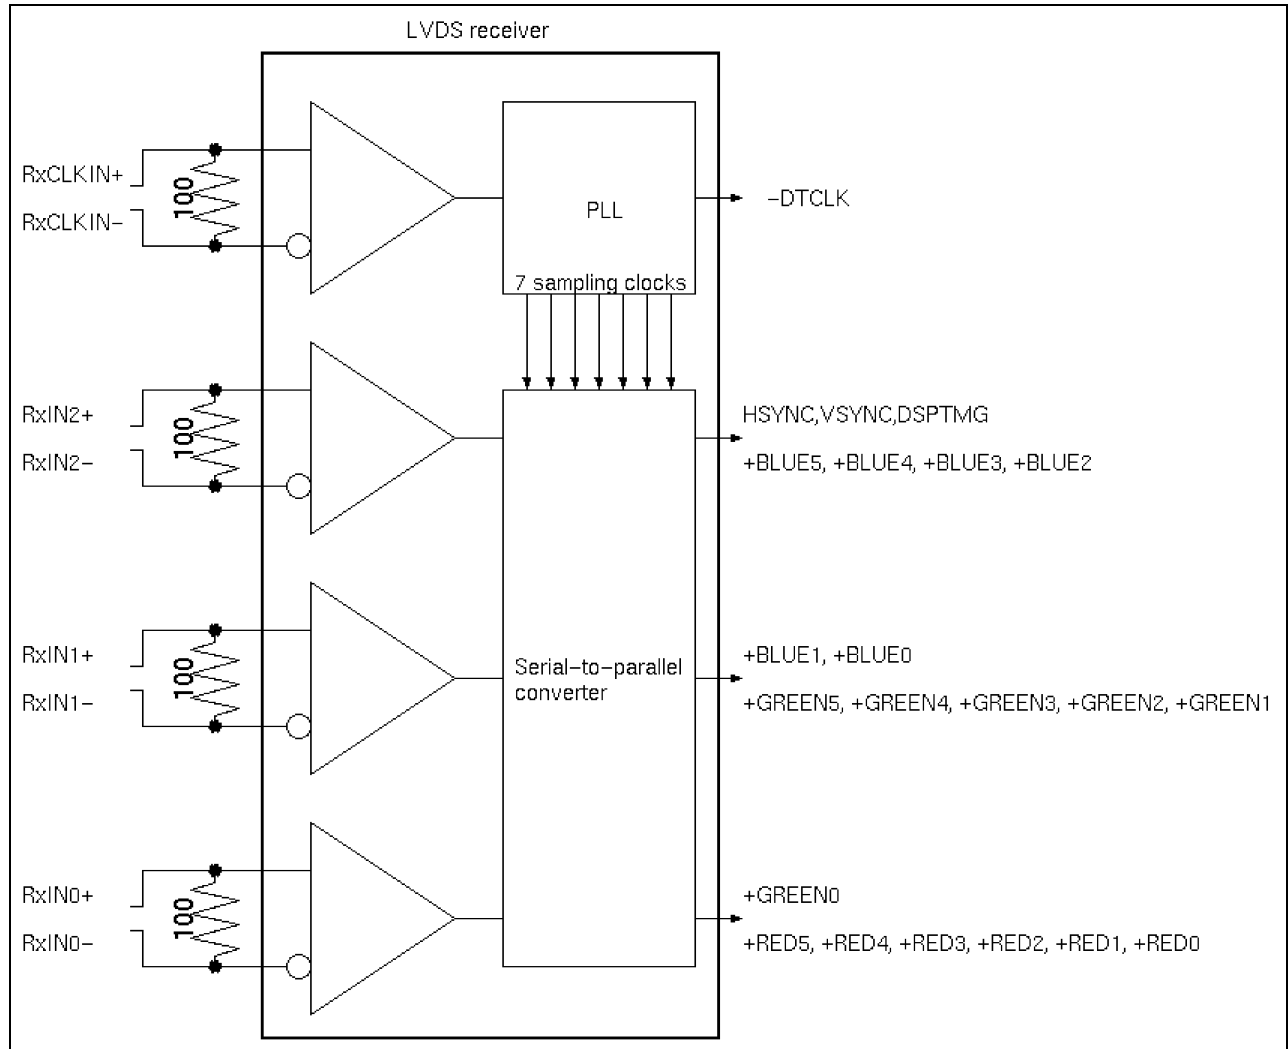 LVDS receiver
RxCLKIN+
100
RxCLKIN−
PLL
−DTCLK
7 sampling clocks
RxIN2+
100
RxIN2−
HSYNC,VSYNC,DSPTMG
+BLUE5, +BLUE4, +BLUE3, +BLUE2
RxIN1+
100
RxIN1−
Serial−to−parallel
converter
+BLUE1, +BLUE0
+GREEN5, +GREEN4, +GREEN3, +GREEN2, +GREEN1
RxIN0+
100
RxIN0−
+GREEN0
+RED5, +RED4, +RED3, +RED2, +RED1, +RED0